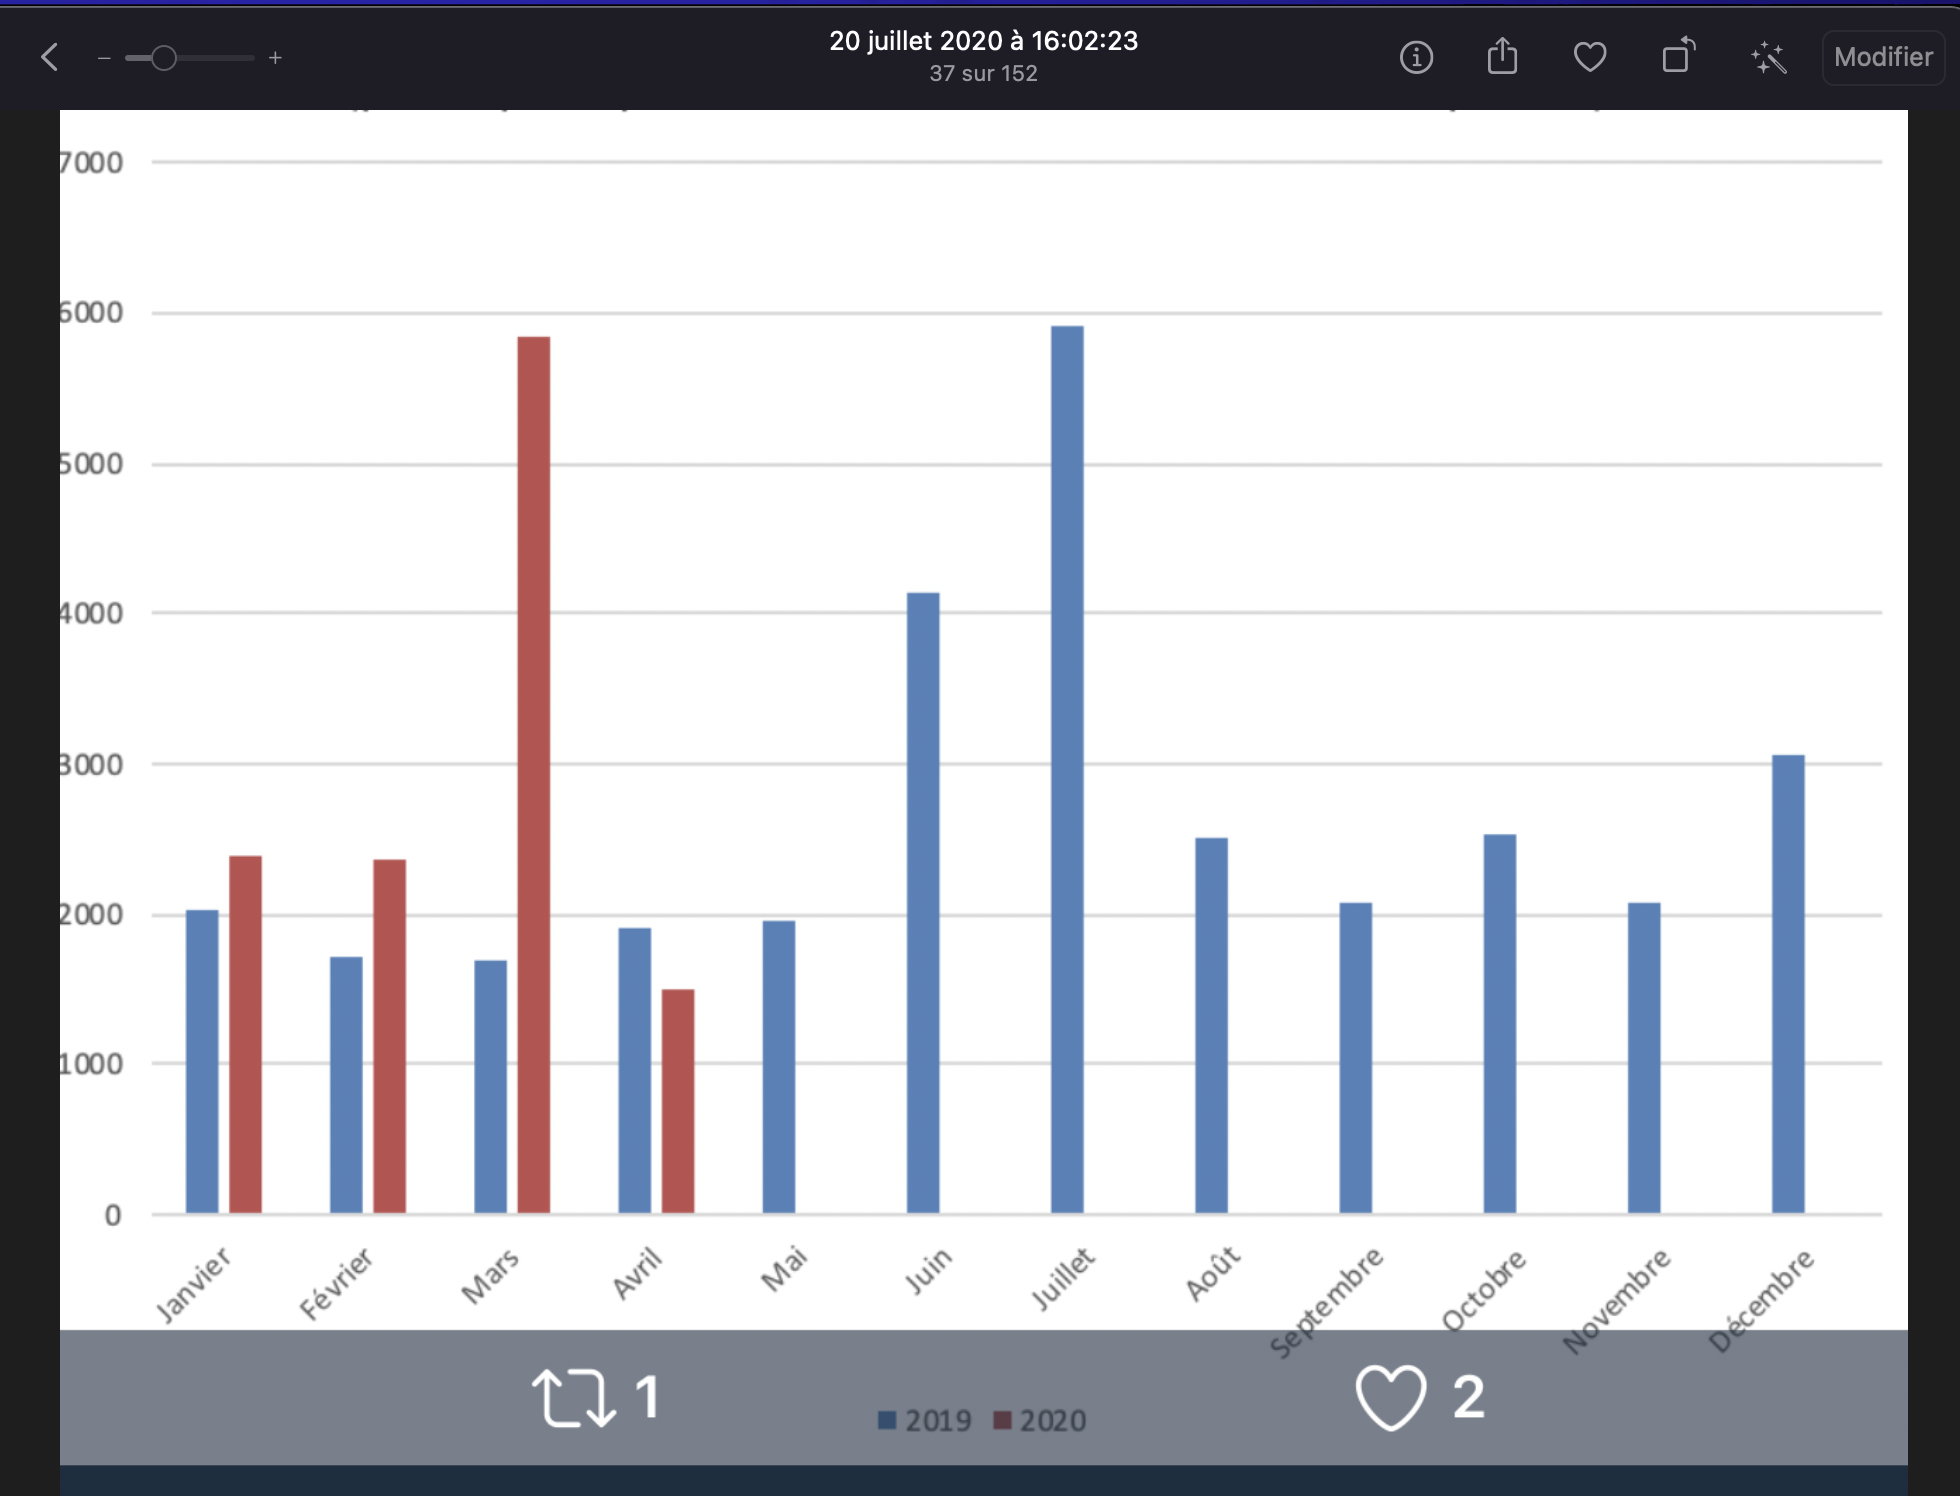 20 juillet 2020 à 16:02:23
37 sur 152
Modifier
7000
6000
5000
4000
3000
2000
1000
0
Janvier
Février
Mars
Avril
Mai
Juin
Juillet
Août
Septembre
Octobre
Novembre
Décembre
1
2019 2020
2